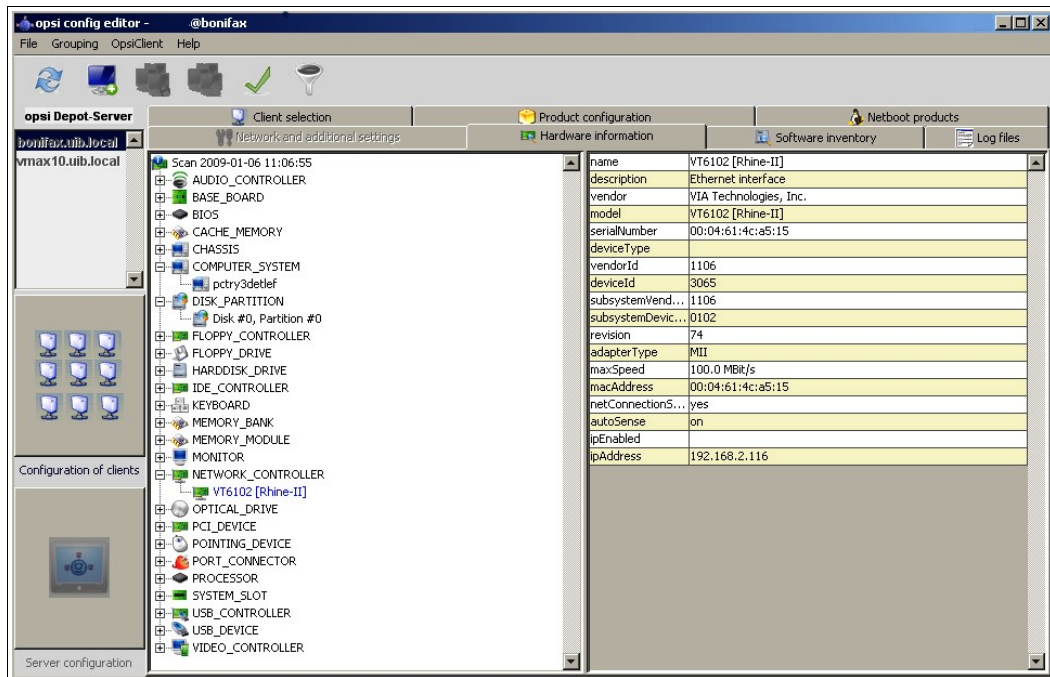 opsi config editor - @bonifax
File Grouping OpsiClient Help
opsi Depot-Server
Client selection
Product configuration
Netboot products
Network and additional settings
Hardware information
Software inventory
Log files
bonifax.uib.local
vmax10.uib.local
Scan 2009-01-06 11:06:55
AUDIO_CONTROLLER
BASE_BOARD
BIOS
CACHE_MEMORY
CHASSIS
COMPUTER_SYSTEM
pctry3detlef
DISK_PARTITION
Disk #0, Partition #0
FLOPPY_CONTROLLER
FLOPPY_DRIVE
HARDDISK_DRIVE
IDE_CONTROLLER
KEYBOARD
MEMORY_BANK
MEMORY_MODULE
MONITOR
NETWORK_CONTROLLER
VT6102 [Rhine-II]
OPTICAL_DRIVE
PCI_DEVICE
POINTING_DEVICE
PORT_CONNECTOR
PROCESSOR
SYSTEM_SLOT
USB_CONTROLLER
USB_DEVICE
VIDEO_CONTROLLER
name VT6102 [Rhine-II]
description Ethernet interface
vendor VIA Technologies, Inc.
model VT6102 [Rhine-II]
serialNumber 00:04:61:4c:a5:15
deviceType
vendorId 1106
deviceId 3065
subsystemVend... 1106
subsystemDevic... 0102
revision 74
adapterType MII
maxSpeed 100.0 MBit/s
macAddress 00:04:61:4c:a5:15
netConnectionS... yes
autoSense on
ipEnabled
ipAddress 192.168.2.116
Configuration of clients
Server configuration